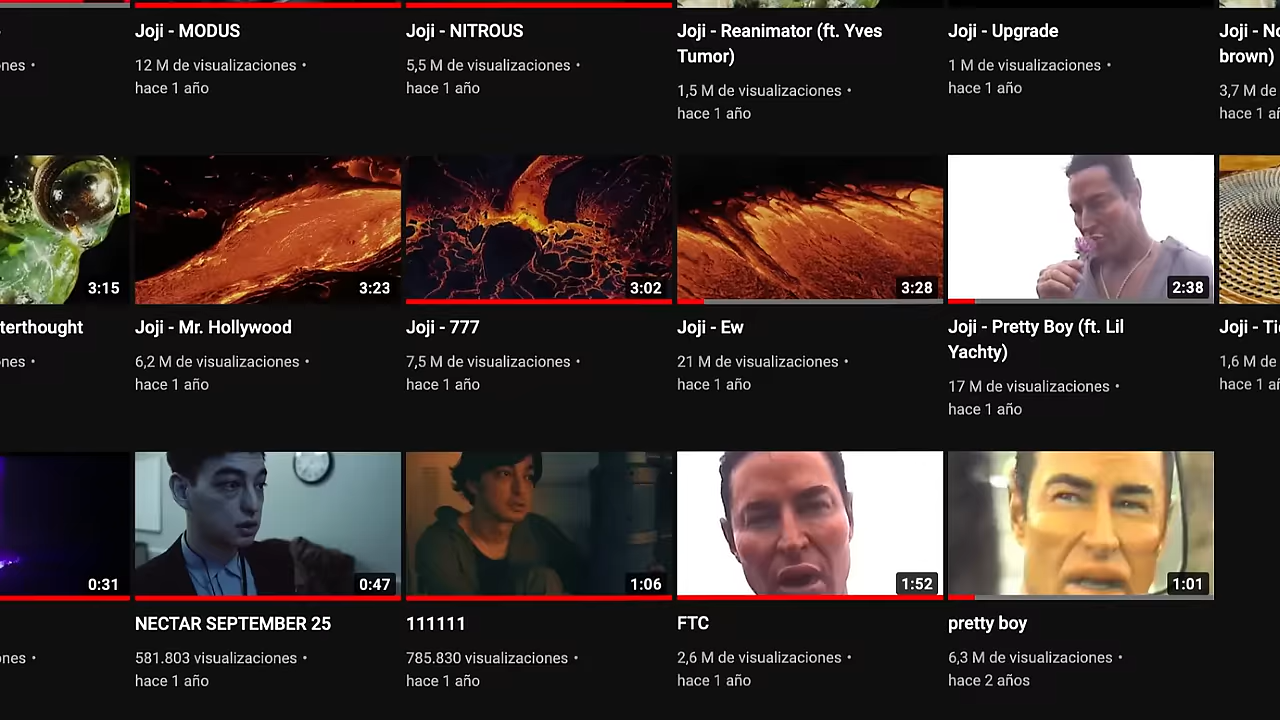 Joji - MODUS
Joji - NITROUS
Joji - Reanimator (ft. Yves
Tumor)
Joji - Upgrade
Joji -
brown)
nes •
12 M de visualizaciones •
hace 1 año
5,5 M de visualizaciones •
hace 1 año
1,5 M de visualizaciones •
hace 1 año
1 M de visualizaciones •
hace 1 año
3,7 M de
hace 1
3:15
3:23
3:02
3:28
2:38
terthought
Joji - Mr. Hollywood
Joji - 777
Joji - Ew
Joji - Pretty Boy (ft. Lil
Yachty)
Joji -
nes •
6,2 M de visualizaciones •
hace 1 año
7,5 M de visualizaciones •
hace 1 año
21 M de visualizaciones •
hace 1 año
17 M de visualizaciones •
hace 1 año
1,6 M de
hace 1
0:31
0:47
1:06
1:52
1:01
NECTAR SEPTEMBER 25
111111
FTC
pretty boy
nes •
581.803 visualizaciones •
hace 1 año
785.830 visualizaciones •
hace 1 año
2,6 M de visualizaciones •
hace 1 año
6,3 M de visualizaciones •
hace 2 años